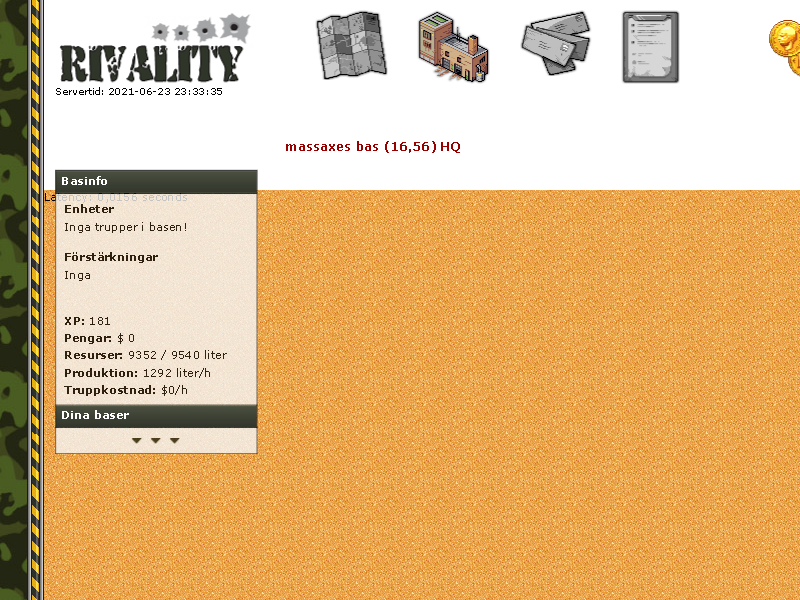 RIVALITY
Servertid: 2021-06-23 23:33:35
massaxes bas (16,56) HQ
Basinfo
Latency: 0,0156 seconds
Enheter
Inga trupper i basen!
Förstärkningar
Inga
XP: 181
Pengar: $ 0
Resurser: 9352 / 9540 liter
Produktion: 1292 liter/h
Truppkostnad: $0/h
Dina baser